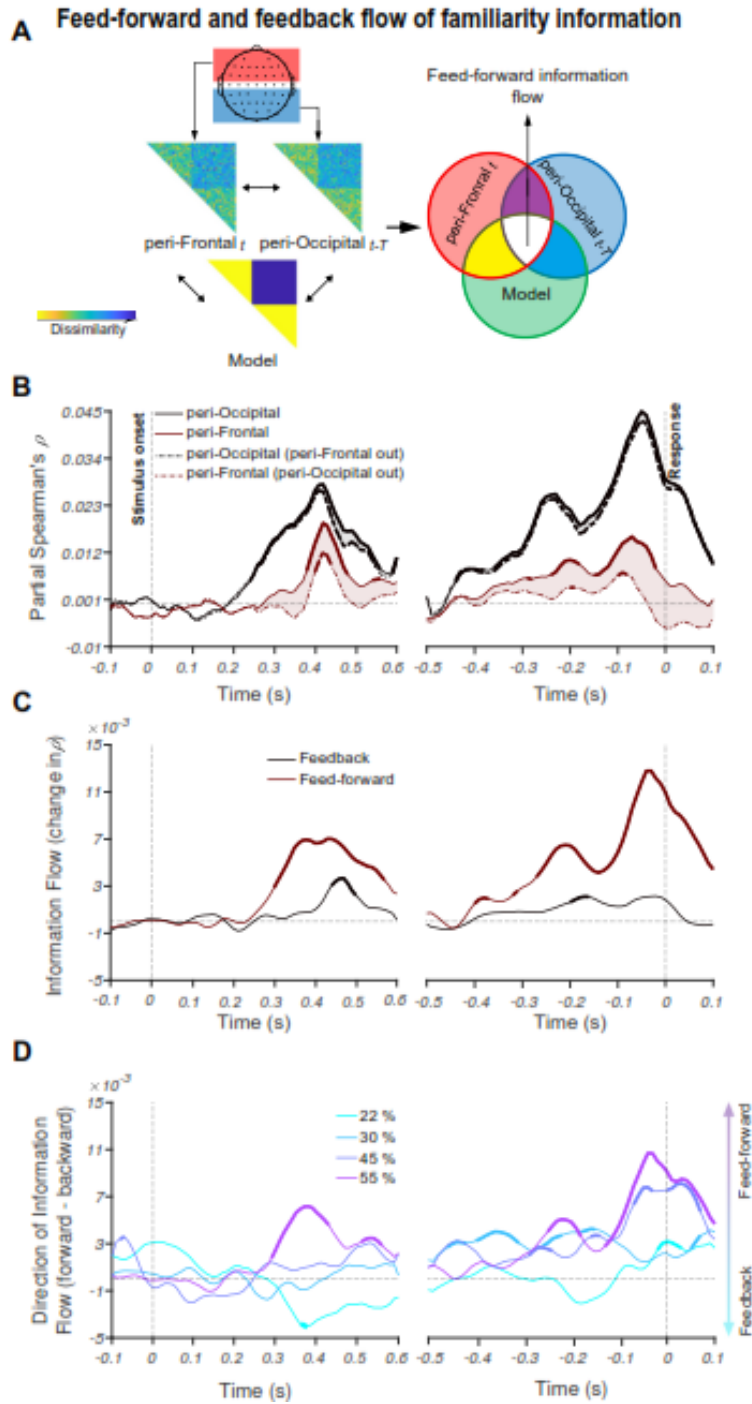 Feed-forward and feedback flow of familiarity information
A
Feed-forward information
flow
peri-Frontal t
peri-Occipital t-T
peri-Fronral t
peri-Occipital t-T
Model
Dissimilarity
Model
B
Partial Spearman's ρ
0.045
0.034
0.023
0.012
0.001
-0.01
Stimulus onset
peri-Occipital
peri-Frontal
peri-Occipital (peri-Frontal out)
peri-Frontal (peri-Occipital out)
Response
-0.1 0 0.1 0.2 0.3 0.4 0.5 0.6
-0.5 -0.4 -0.3 -0.2 -0.1 0 0.1
Time (s)
Time (s)
C
Information Flow (change in ρ)
×10⁻³
15
11
7
3
-1
-5
Feedback
Feed-forward
-0.1 0 0.1 0.2 0.3 0.4 0.5 0.6
-0.5 -0.4 -0.3 -0.2 -0.1 0 0.1
Time (s)
Time (s)
D
Direction of Information
Flow (forward - backward)
×10⁻³
15
11
7
3
-1
-5
22 %
30 %
45 %
55 %
Feed-forward
Feedback
-0.1 0 0.1 0.2 0.3 0.4 0.5 0.6
-0.5 -0.4 -0.3 -0.2 -0.1 0 0.1
Time (s)
Time (s)